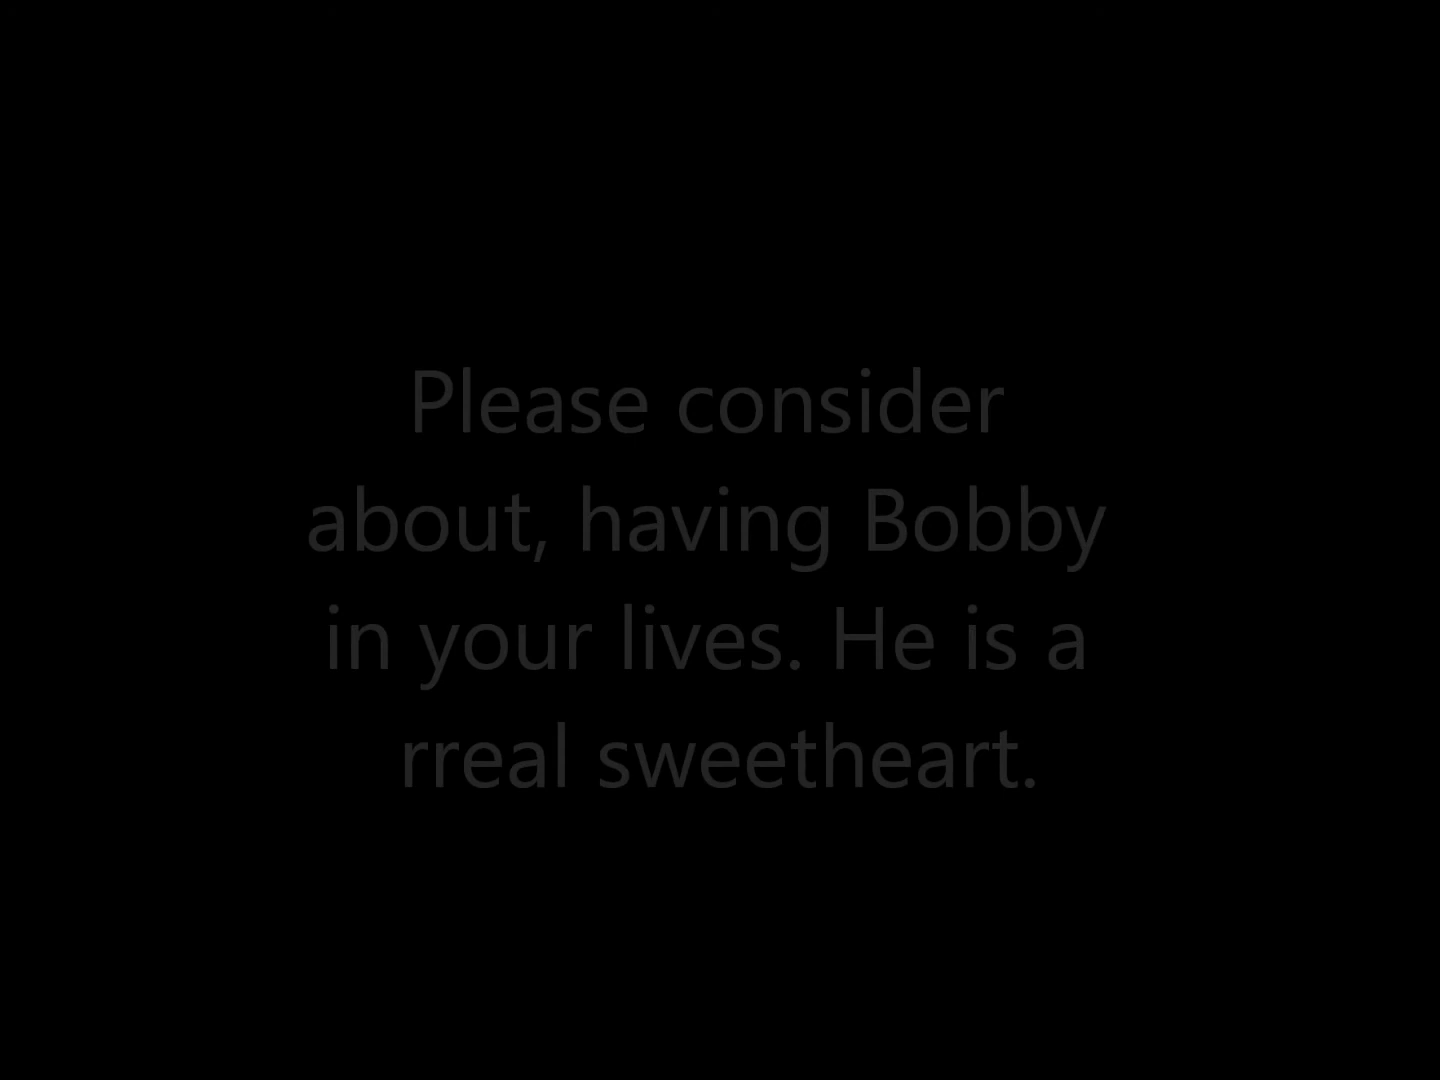 Please consider
about, having Bobby
in your lives. He is a
rreal sweetheart.